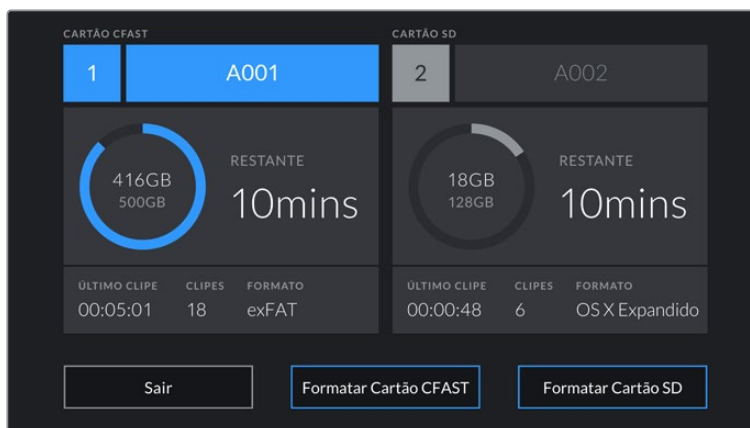 CARTÃO CFAST
1
A001
416GB
500GB
RESTANTE
10mins
ÚLTIMO CLIPE CLIPES FORMATO
00:05:01 18 exFAT
CARTÃO SD
2
A002
18GB
128GB
RESTANTE
10mins
ÚLTIMO CLIPE CLIPES FORMATO
00:00:48 6 OS X Expandido
Sair
Formatar Cartão CFAST
Formatar Cartão SD